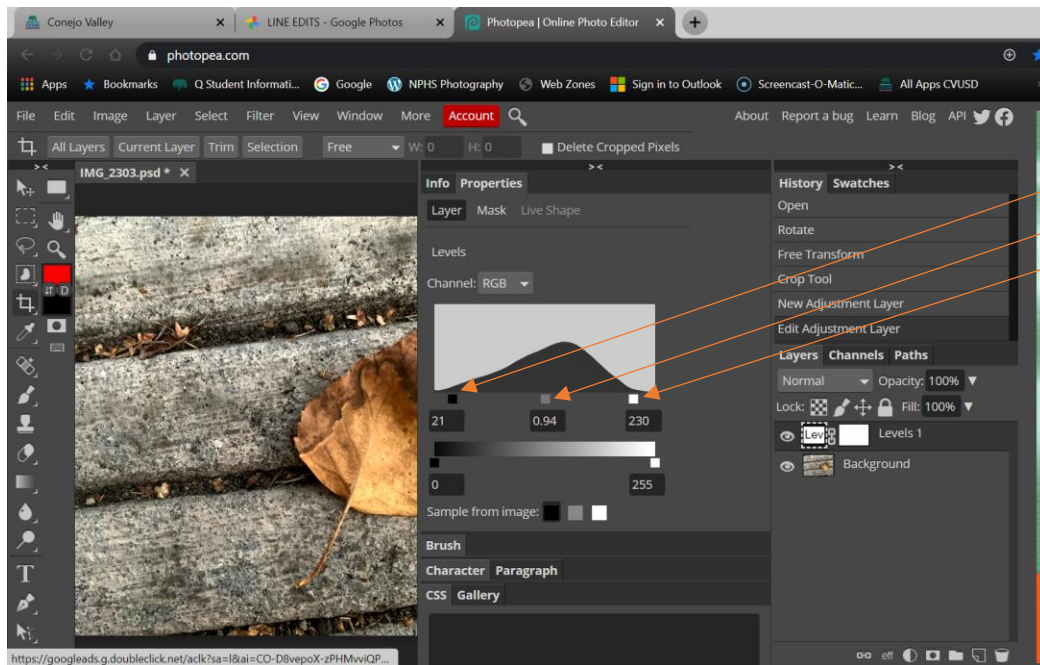 Conejo Valley × LINE EDITS - Google Photos × Photopea | Online Photo Editor × +
photopea.com
Apps Bookmarks Q Student Informati... Google NPHS Photography Web Zones Sign in to Outlook Screencast-O-Matic... All Apps CVUSD
File Edit Image Layer Select Filter View Window More Account About Report a bug Learn Blog API
All Layers Current Layer Trim Selection Free W: 0 H: 0 Delete Cropped Pixels
> < > < > <
IMG_2303.psd * ×
Info Properties
Layer Mask Live Shape
Levels
Channel: RGB
21 0.94 230
0 255
Sample from image:
Brush
Character Paragraph
CSS Gallery
History Swatches
Open
Rotate
Free Transform
Crop Tool
New Adjustment Layer
Edit Adjustment Layer
Layers Channels Paths
Normal Opacity: 100% ▼
Lock: Fill: 100% ▼
Lev Levels 1
Background
D
T
eff
https://googleads.g.doubleclick.net/aclk?sa=l&ai=CO-D8vepoX-zPHMvviQP...